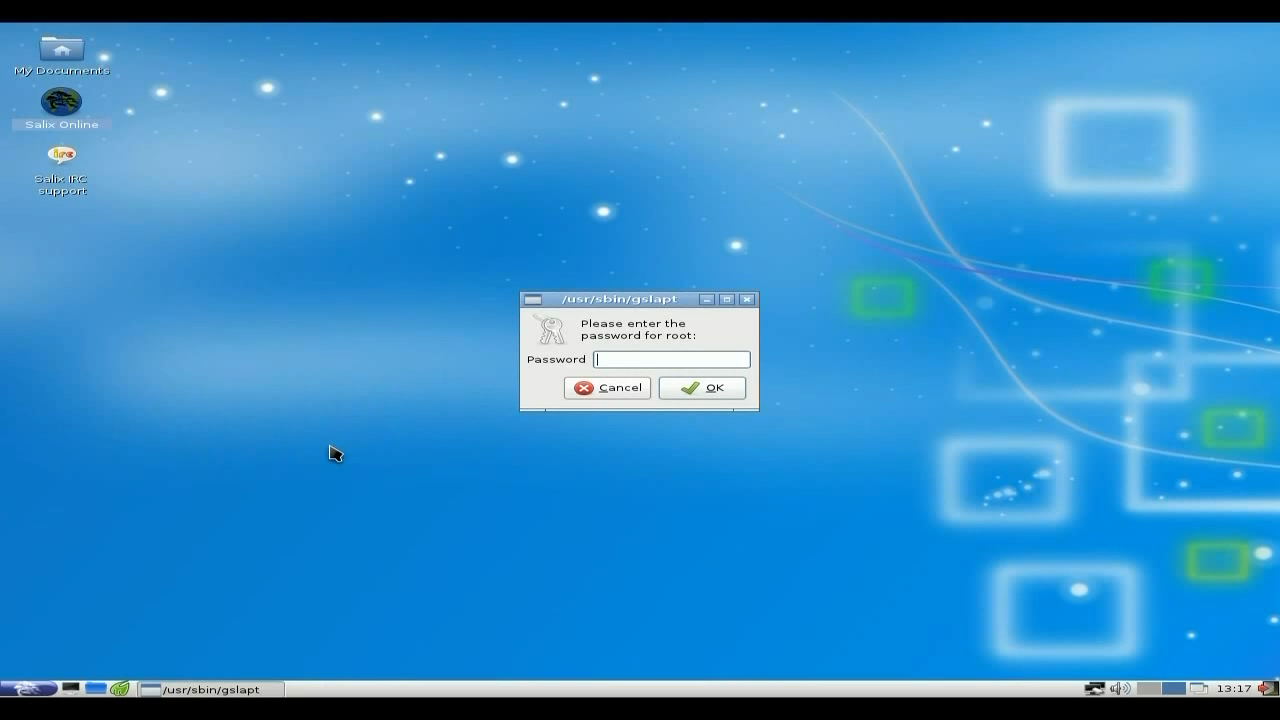 My Documents
Salix Online
irc
Salix IRC
support
/usr/sbin/gslapt
Please enter the
password for root:
Password
Cancel
OK
/usr/sbin/gslapt
13:17